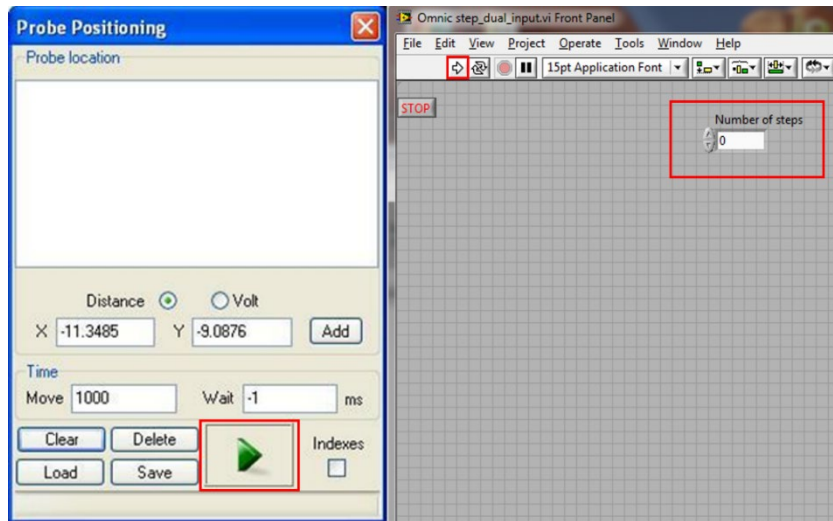 Probe Positioning
Probe location
Distance Volt
X -11.3485 Y -9.0876 Add
Time
Move 1000 Wait -1 ms
Clear Delete Indexes
Load Save
Omnic step_dual_input.vi Front Panel
File Edit View Project Operate Tools Window Help
15pt Application Font
STOP
Number of steps
0